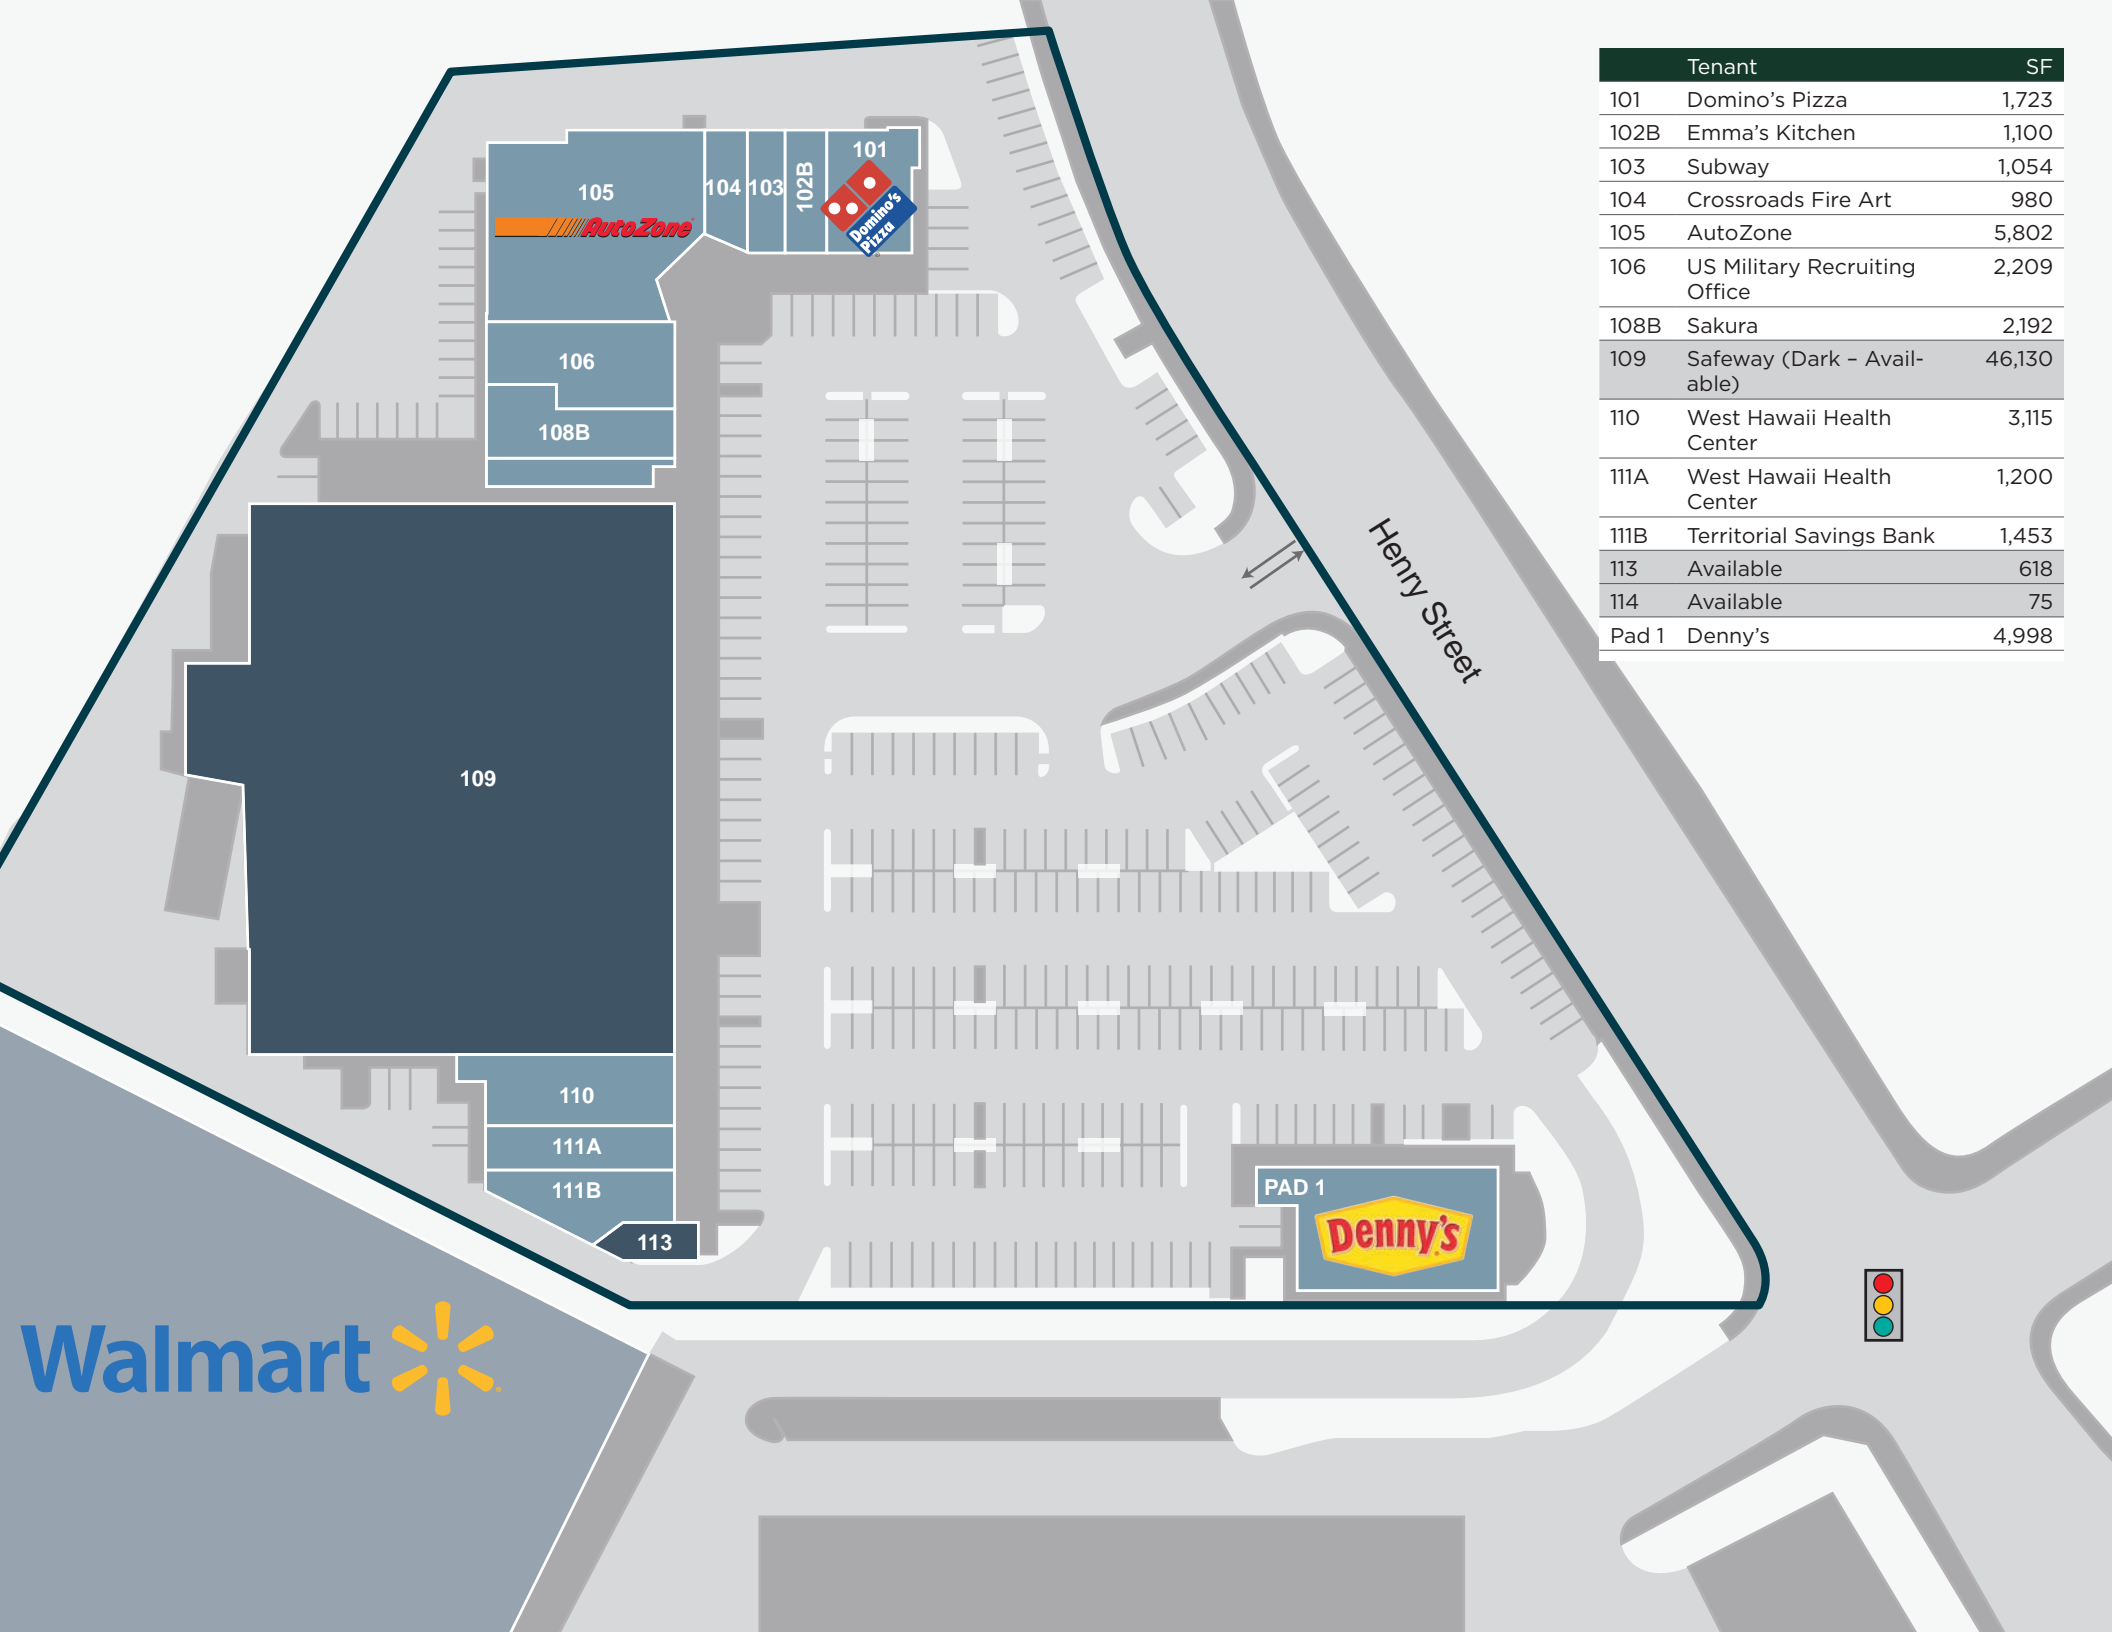 Tenant SF
101 Domino's Pizza 1,723
102B Emma's Kitchen 1,100
103 Subway 1,054
104 Crossroads Fire Art 980
105 AutoZone 5,802
106 US Military Recruiting 2,209
Office
108B Sakura 2,192
109 Safeway (Dark – Avail- 46,130
able)
110 West Hawaii Health 3,115
Center
111A West Hawaii Health 1,200
Center
111B Territorial Savings Bank 1,453
113 Available 618
114 Available 75
Pad 1 Denny's 4,998
101
Domino's
Pizza
102B
103
104
105
AutoZone
106
108B
109
110
111A
111B
113
PAD 1
Denny's
Henry Street
Walmart